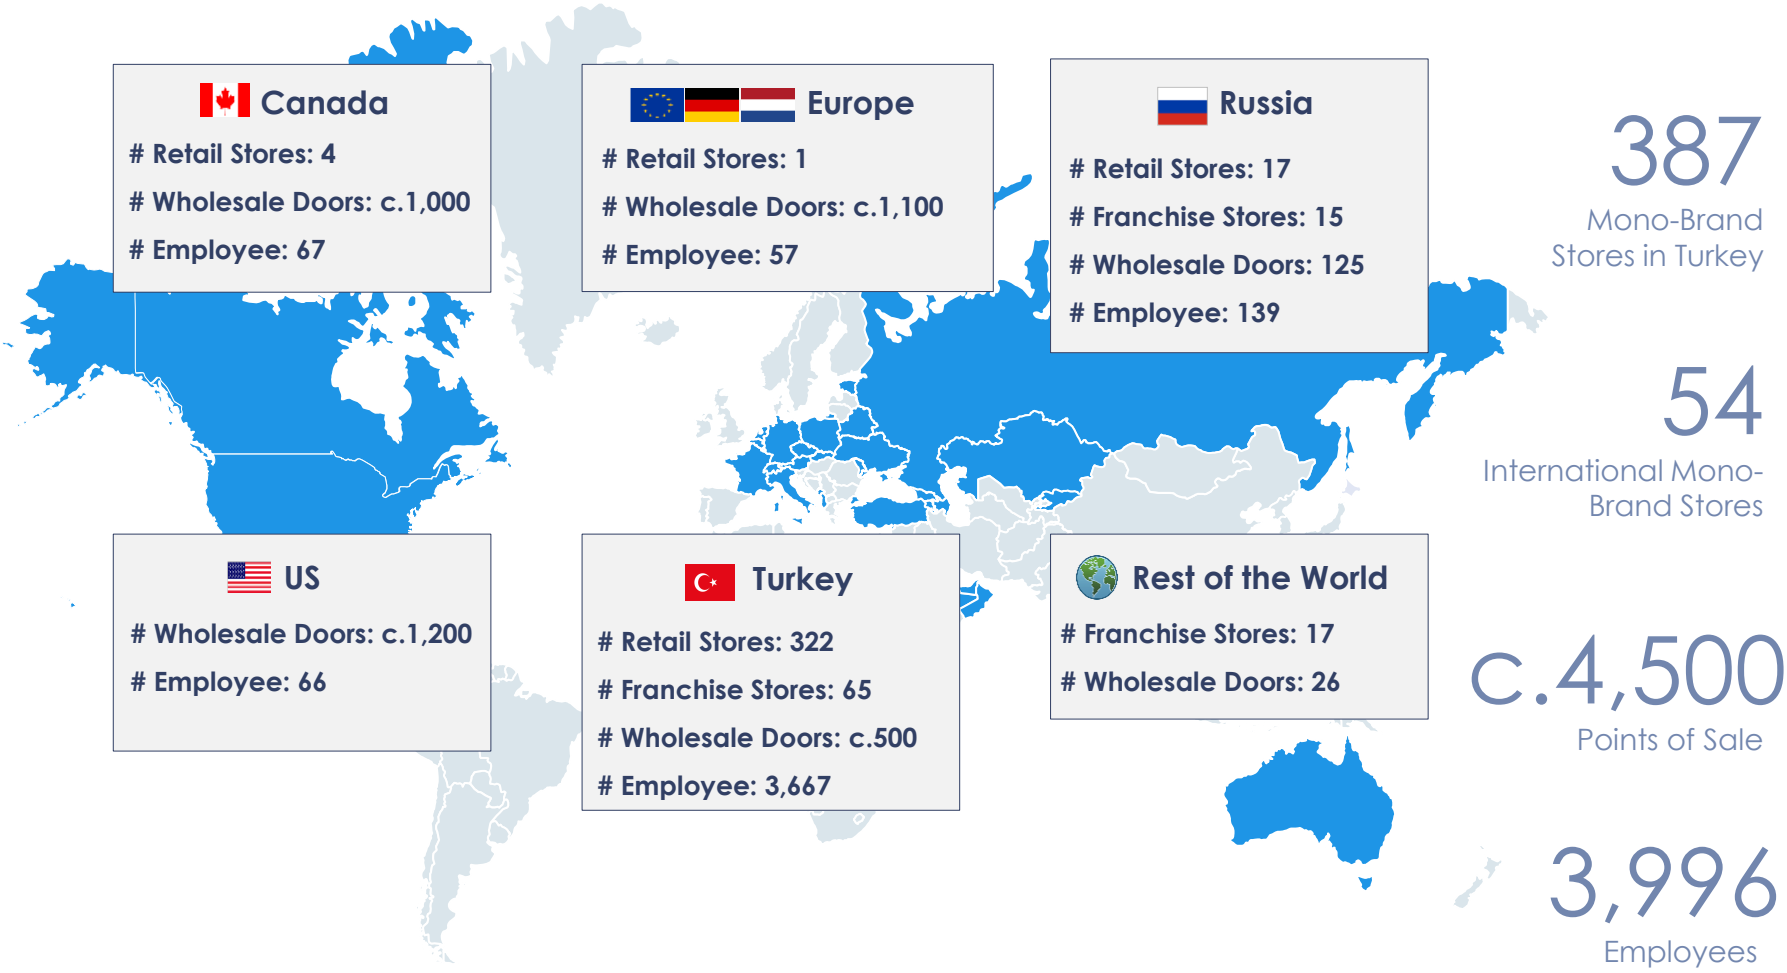 Canada
# Retail Stores: 4
# Wholesale Doors: c.1,000
# Employee: 67
Europe
# Retail Stores: 1
# Wholesale Doors: c.1,100
# Employee: 57
Russia
# Retail Stores: 17
# Franchise Stores: 15
# Wholesale Doors: 125
# Employee: 139
US
# Wholesale Doors: c.1,200
# Employee: 66
Turkey
# Retail Stores: 322
# Franchise Stores: 65
# Wholesale Doors: c.500
# Employee: 3,667
Rest of the World
# Franchise Stores: 17
# Wholesale Doors: 26
387
Mono-Brand
Stores in Turkey
54
International Mono-
Brand Stores
c.4,500
Points of Sale
3,996
Employees